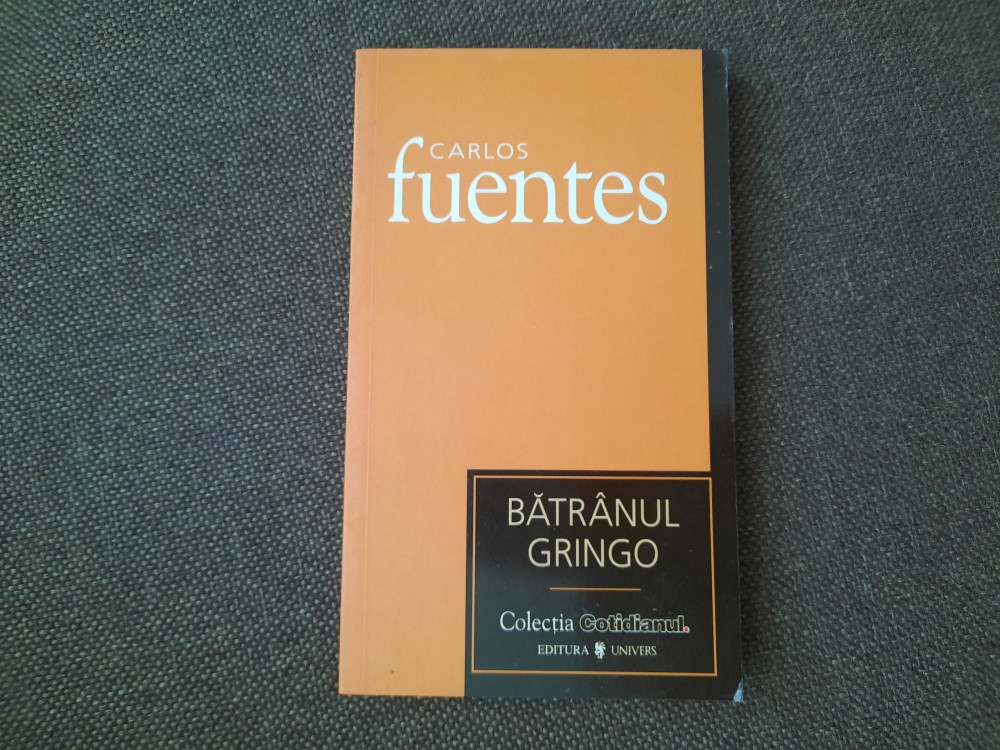 CARLOS
fuentes
BĂTRÂNUL
GRINGO
Colecția Cotidianul.
EDITURA UNIVERS